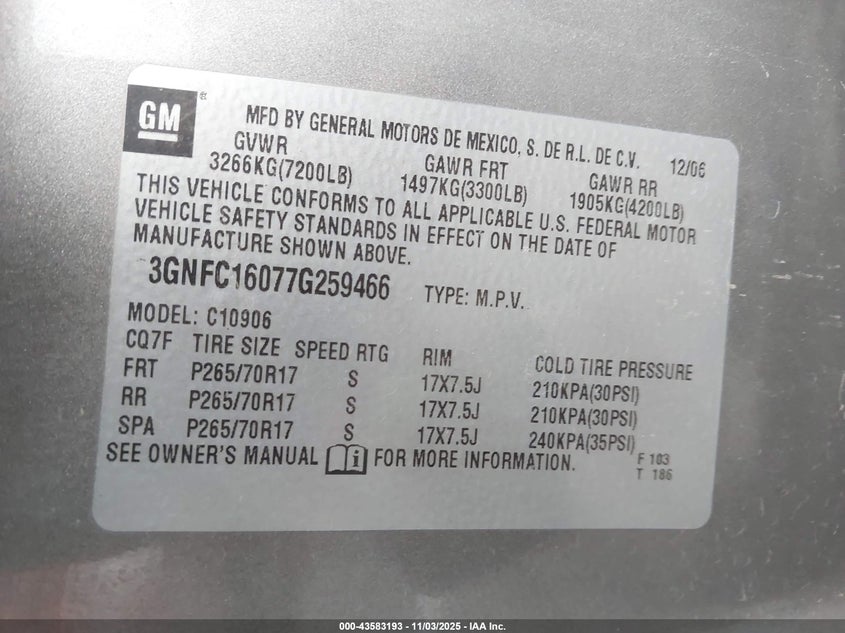 GM ®
MFD BY GENERAL MOTORS DE MEXICO, S. DE R.L. DE C.V. 12/06
GVWR GAWR FRT GAWR RR
3266KG(7200LB) 1497KG(3300LB) 1905KG(4200LB)
THIS VEHICLE CONFORMS TO ALL APPLICABLE U.S. FEDERAL MOTOR
VEHICLE SAFETY STANDARDS IN EFFECT ON THE DATE OF
MANUFACTURE SHOWN ABOVE.
3GNFC16077G259466 TYPE: M.P.V.
MODEL: C10906
CQ7F TIRE SIZE SPEED RTG RIM COLD TIRE PRESSURE
FRT P265/70R17 S 17X7.5J 210KPA(30PSI)
RR P265/70R17 S 17X7.5J 210KPA(30PSI)
SPA P265/70R17 S 17X7.5J 240KPA(35PSI)
SEE OWNER'S MANUAL i FOR MORE INFORMATION.
F 103
T 186
000-43583193 - 11/03/2025 - IAA Inc.